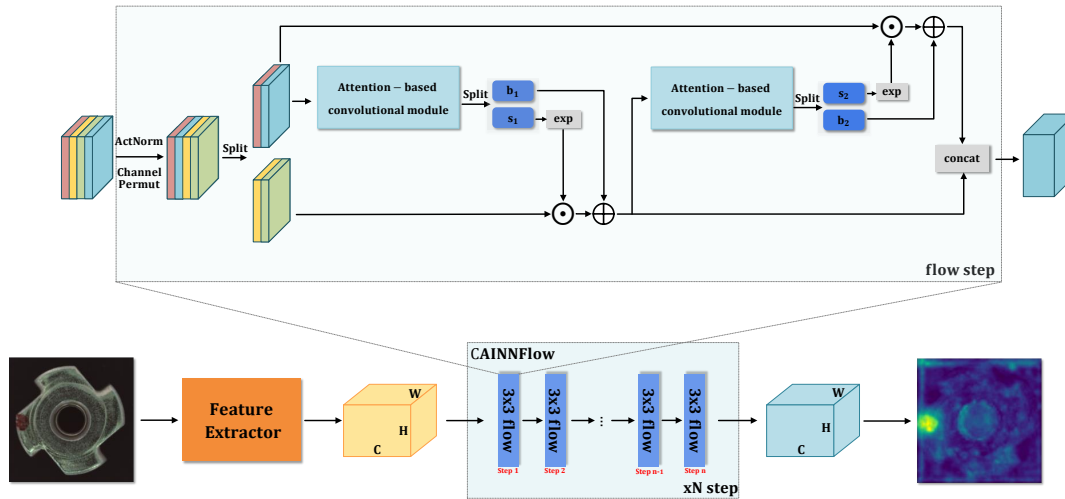 Attention – based
convolutional module
Split
b₁
s₁
exp
Attention – based
convolutional module
Split
s₂
b₂
exp
ActNorm
Channel
Permut
Split
concat
flow step
CAINNFlow
Feature
Extractor
W
H
C
3x3 flow
Step 1
3x3 flow
Step 2
...
3x3 flow
Step n-1
3x3 flow
Step n
xN step
W
H
C